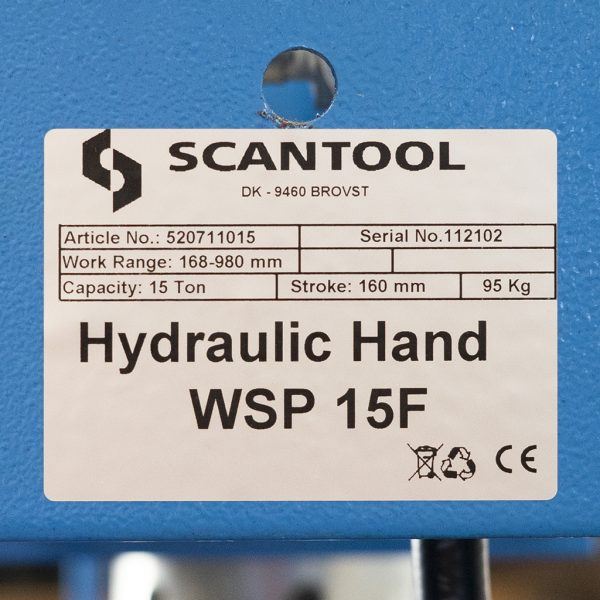 SCANTOOL
DK - 9460 BROVST
Article No.: 520711015 Serial No.112102
Work Range: 168-980 mm
Capacity: 15 Ton Stroke: 160 mm 95 Kg
Hydraulic Hand
WSP 15F
CE